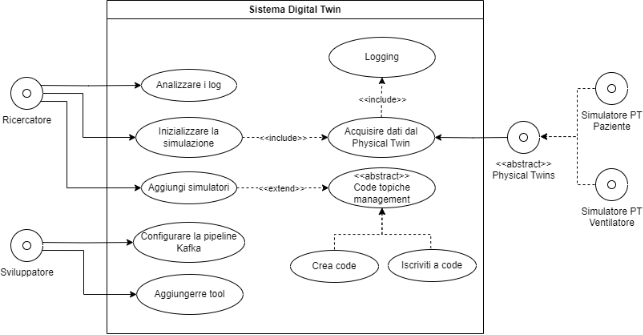 Sistema Digital Twin
Logging
Analizzare i log
<<include>>
Ricercatore
Inizializzare la
simulazione
<<include>>
Acquisire dati dal
Physical Twin
Simulatore PT
Paziente
<<abstract>>
Physical Twins
Aggiungi simulatori
<<extend>>
<<abstract>>
Code topiche
management
Simulatore PT
Ventilatore
Sviluppatore
Configurare la pipeline
Kafka
Crea code
Iscriviti a code
Aggiungerre tool